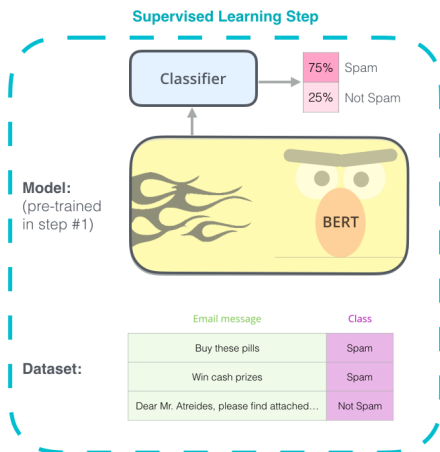 Supervised Learning Step
Classifier
75% Spam
25% Not Spam
Model:
(pre-trained
in step #1)
BERT
Email message Class
Buy these pills Spam
Dataset:
Win cash prizes Spam
Dear Mr. Atreides, please find attached… Not Spam